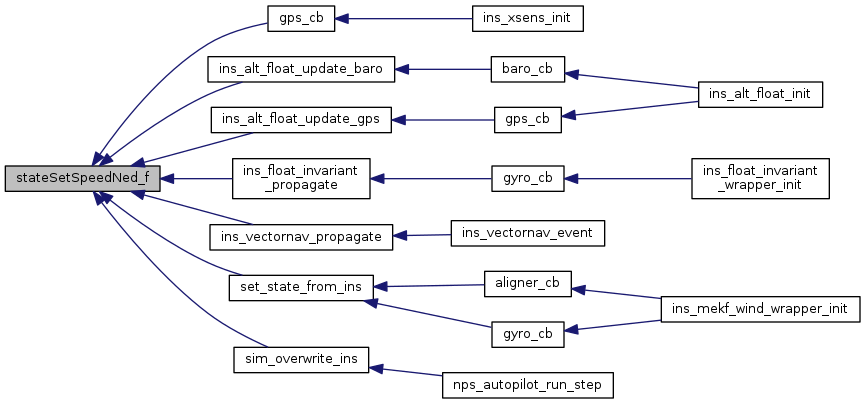 gps_cb
ins_xsens_init
ins_alt_float_update_baro
baro_cb
ins_alt_float_init
ins_alt_float_update_gps
gps_cb
stateSetSpeedNed_f
ins_float_invariant
_propagate
gyro_cb
ins_float_invariant
_wrapper_init
ins_vectornav_propagate
ins_vectornav_event
set_state_from_ins
aligner_cb
ins_mekf_wind_wrapper_init
gyro_cb
sim_overwrite_ins
nps_autopilot_run_step